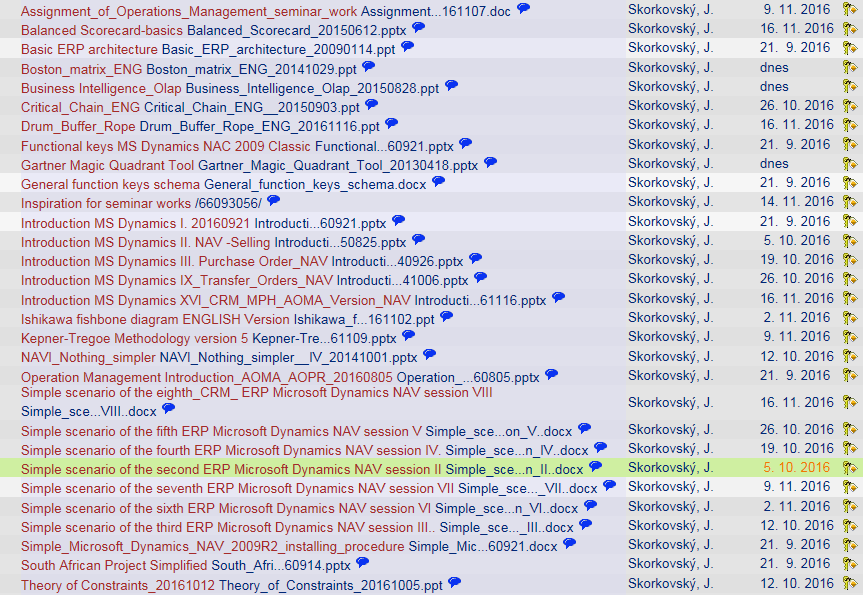 Assignment_of_Operations_Management_seminar_work Assignment...161107.doc Skorkovský, J. 9. 11. 2016
Balanced Scorecard-basics Balanced_Scorecard_20150612.pptx Skorkovský, J. 16. 11. 2016
Basic ERP architecture Basic_ERP_architecture_20090114.ppt Skorkovský, J. 21. 9. 2016
Boston_matrix_ENG Boston_matrix_ENG_20141029.ppt Skorkovský, J. dnes
Business Intelligence_Olap Business_Intelligence_Olap_20150828.ppt Skorkovský, J. dnes
Critical_Chain_ENG Critical_Chain_ENG__20150903.ppt Skorkovský, J. 26. 10. 2016
Drum_Buffer_Rope Drum_Buffer_Rope_ENG_20161116.ppt Skorkovský, J. 16. 11. 2016
Functional keys MS Dynamics NAC 2009 Classic Functional...60921.pptx Skorkovský, J. 21. 9. 2016
Gartner Magic Quadrant Tool Gartner_Magic_Quadrant_Tool_20130418.pptx Skorkovský, J. dnes
General function keys schema General_function_keys_schema.docx Skorkovský, J. 21. 9. 2016
Inspiration for seminar works /66093056/ Skorkovský, J. 14. 11. 2016
Introduction MS Dynamics I. 20160921 Introducti...60921.pptx Skorkovský, J. 21. 9. 2016
Introduction MS Dynamics II. NAV -Selling Introducti...50825.pptx Skorkovský, J. 5. 10. 2016
Introduction MS Dynamics III. Purchase Order_NAV Introducti...40926.pptx Skorkovský, J. 19. 10. 2016
Introduction MS Dynamics IX_Transfer_Orders_NAV Introducti...41006.pptx Skorkovský, J. 26. 10. 2016
Introduction MS Dynamics XVI_CRM_MPH_AOMA_Version_NAV Introducti...61116.pptx Skorkovský, J. 16. 11. 2016
Ishikawa fishbone diagram ENGLISH Version Ishikawa_f...161102.ppt Skorkovský, J. 2. 11. 2016
Kepner-Tregoe Methodology version 5 Kepner-Tre...61109.pptx Skorkovský, J. 9. 11. 2016
NAVI_Nothing_simpler NAVI_Nothing_simpler__IV_20141001.pptx Skorkovský, J. 12. 10. 2016
Operation Management Introduction_AOMA_AOPR_20160805 Operation_...60805.pptx Skorkovský, J. 21. 9. 2016
Simple scenario of the eighth_CRM_ ERP Microsoft Dynamics NAV session VIII
Simple_sce...VIII..docx Skorkovský, J. 16. 11. 2016
Simple scenario of the fifth ERP Microsoft Dynamics NAV session V Simple_sce...on_V..docx Skorkovský, J. 26. 10. 2016
Simple scenario of the fourth ERP Microsoft Dynamics NAV session IV. Simple_sce...n_IV..docx Skorkovský, J. 19. 10. 2016
Simple scenario of the second ERP Microsoft Dynamics NAV session II Simple_sce...n_II..docx Skorkovský, J. 5. 10. 2016
Simple scenario of the seventh ERP Microsoft Dynamics NAV session VII Simple_sce..._VII..docx Skorkovský, J. 9. 11. 2016
Simple scenario of the sixth ERP Microsoft Dynamics NAV session VI Simple_sce...n_VI..docx Skorkovský, J. 2. 11. 2016
Simple scenario of the third ERP Microsoft Dynamics NAV session III.. Simple_sce..._III..docx Skorkovský, J. 12. 10. 2016
Simple_Microsoft_Dynamics_NAV_2009R2_installing_procedure Simple_Mic...60921.docx Skorkovský, J. 21. 9. 2016
South African Project Simplified South_Afri...60914.pptx Skorkovský, J. 21. 9. 2016
Theory of Constraints_20161012 Theory_of_Constraints_20161005.ppt Skorkovský, J. 12. 10. 2016